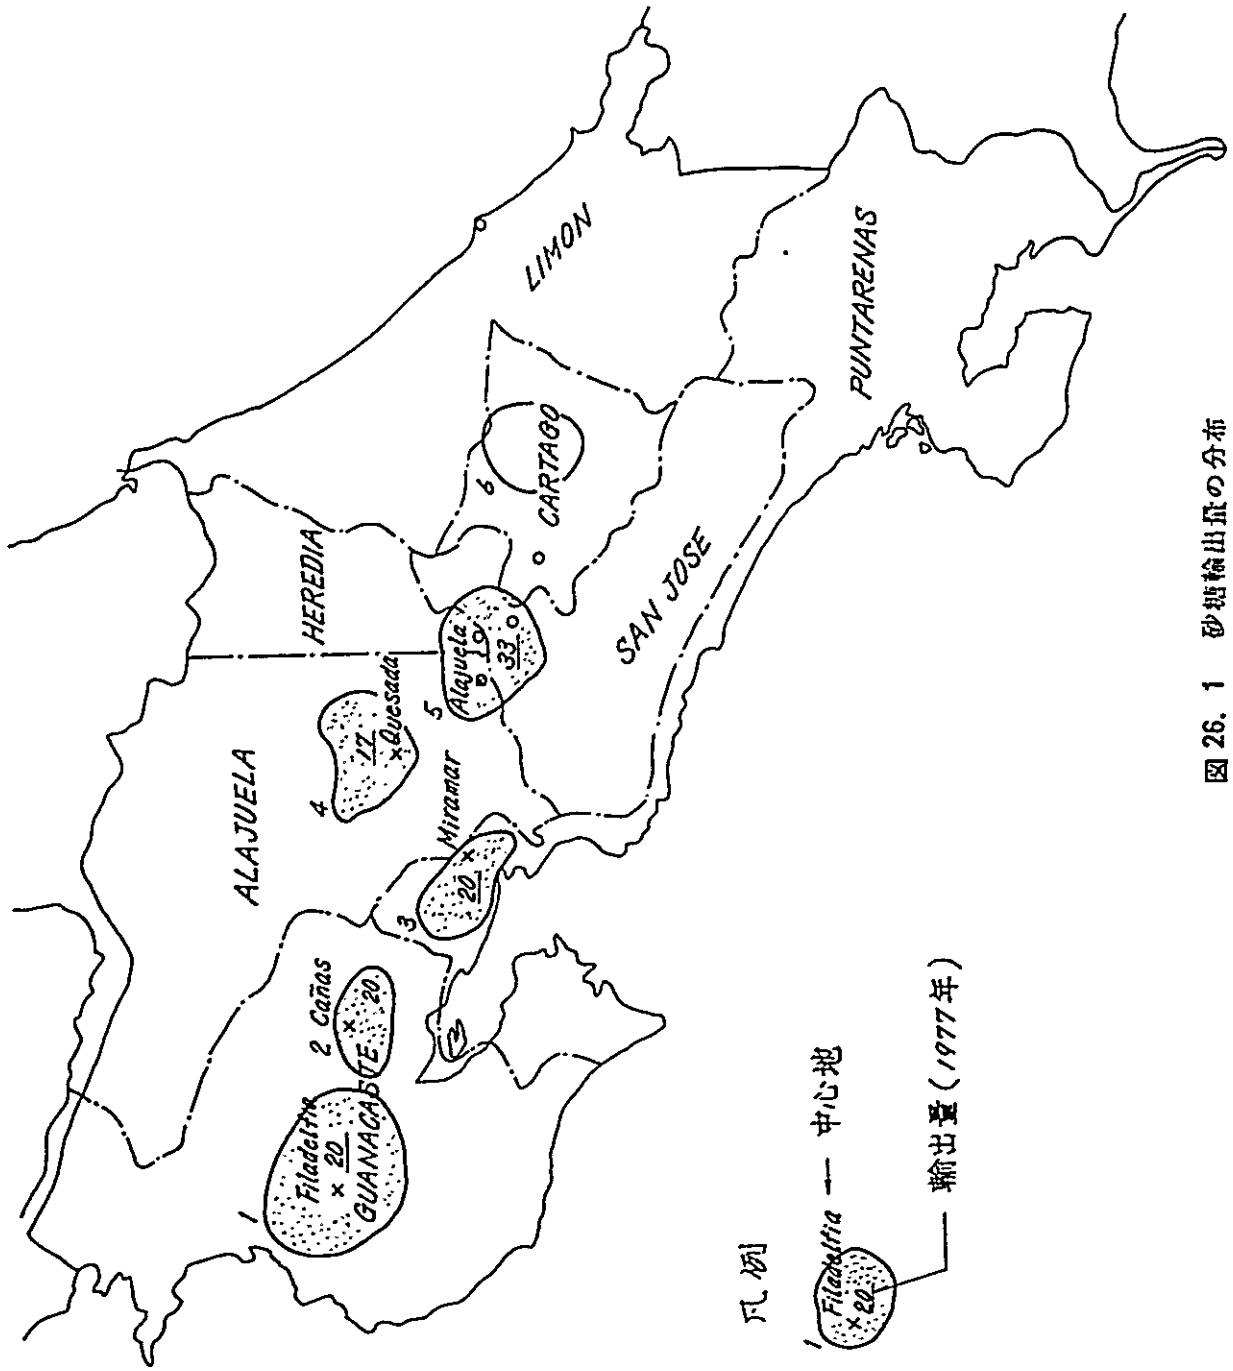 ALAJUELA
HEREDIA
LIMON
CARTAGO
SAN JOSE
PUNTARENAS
GUANACASTE
1
Filadelfia
× 20
2 Cañas
×
20
3
Miramar
×
20
4
17
×Quesada
5
Alajuela
33
6
凡例
1
Filadelfia
×20
中心地
輸出量(1977年)
図 26. 1 砂糖輸出量の分布